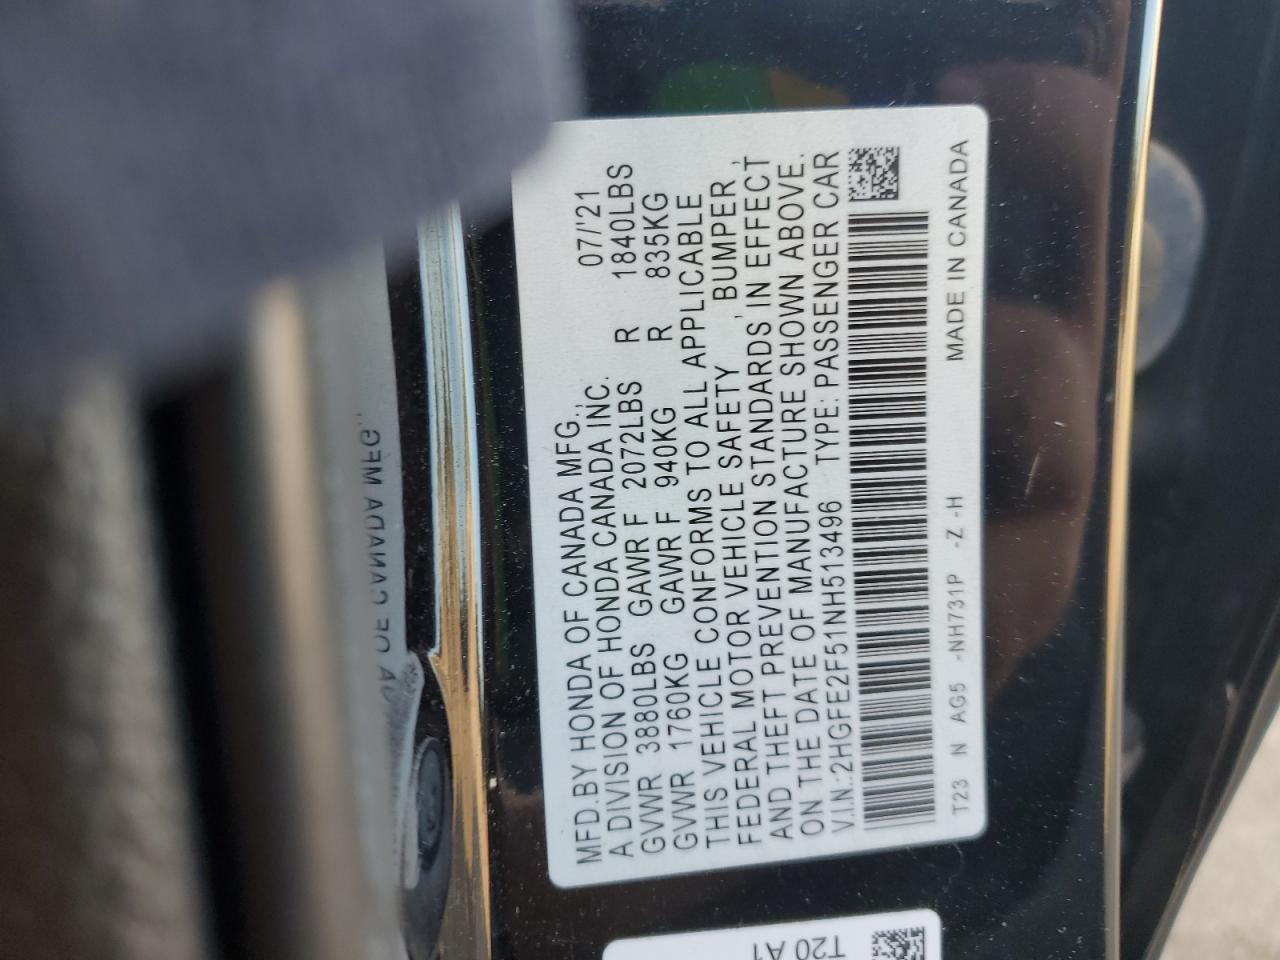 MFD.BY HONDA OF CANADA MFG., 07/'21
A DIVISION OF HONDA CANADA INC.
GVWR 3880LBS GAWR F 2072LBS R 1840LBS
GVWR 1760KG GAWR F 940KG R 835KG
THIS VEHICLE CONFORMS TO ALL APPLICABLE
FEDERAL MOTOR VEHICLE SAFETY, BUMPER,
AND THEFT PREVENTION STANDARDS IN EFFECT
ON THE DATE OF MANUFACTURE SHOWN ABOVE.
V.I.N.:2HGFE2F51NH513496 TYPE: PASSENGER CAR
T23 N AG5 -NH731P -Z -H MADE IN CANADA
T20 A1